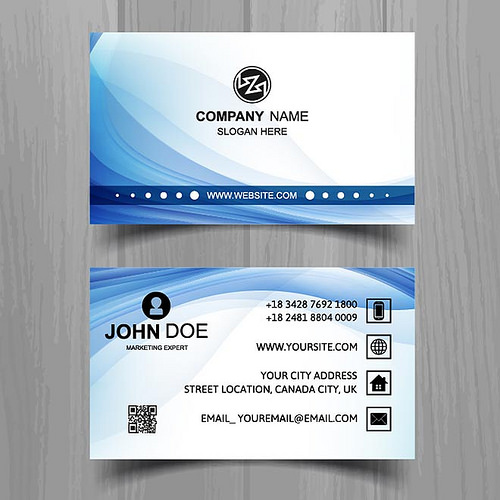 COMPANY NAME
SLOGAN HERE
WWW.WEBSITE.COM
JOHN DOE
MARKETING EXPERT
+18 3428 7692 1800
+18 2481 8804 0009
WWW.YOURSITE.COM
YOUR CITY ADDRESS
STREET LOCATION, CANADA CITY, UK
EMAIL_ YOUREMAIL@EMAIL.COM